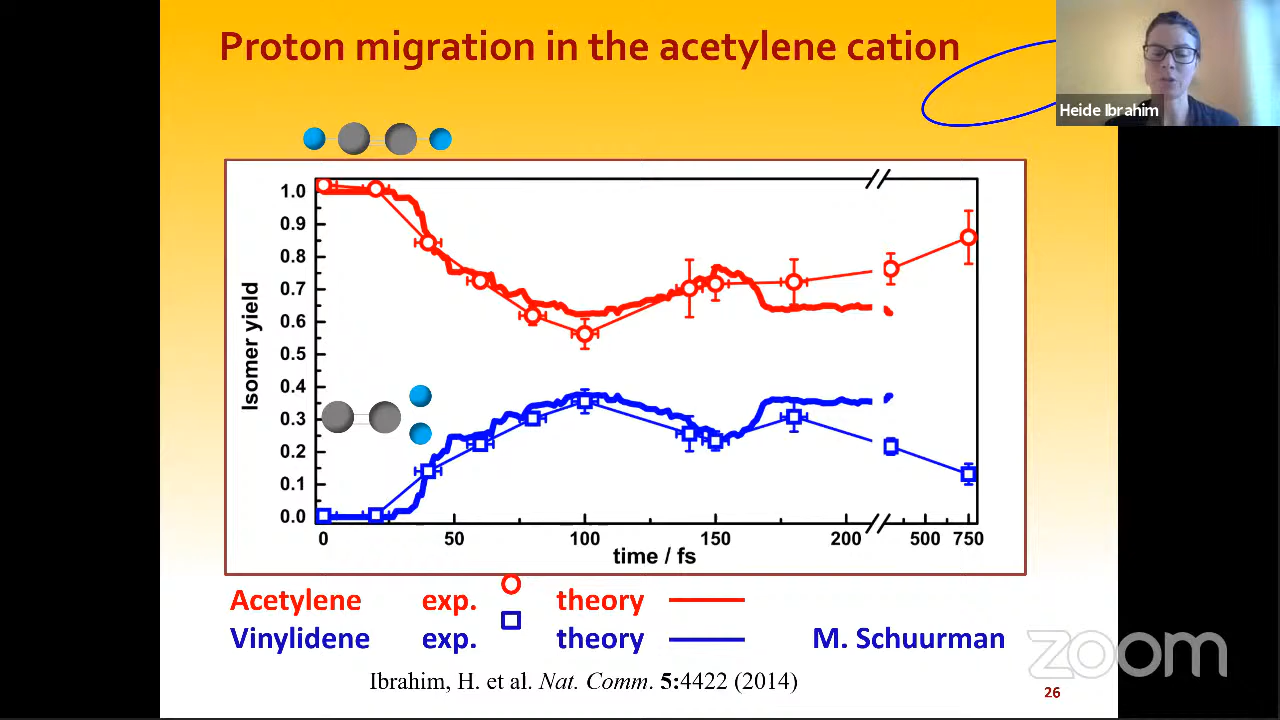 Proton migration in the acetylene cation
Heide Ibrahim
Isomer yield
1.0
0.9
0.8
0.7
0.6
0.5
0.4
0.3
0.2
0.1
0.0
0 50 100 150 200 500 750
time / fs
Acetylene exp. theory
Vinylidene exp. theory M. Schuurman
zoom
Ibrahim, H. et al. Nat. Comm. 5:4422 (2014)
26